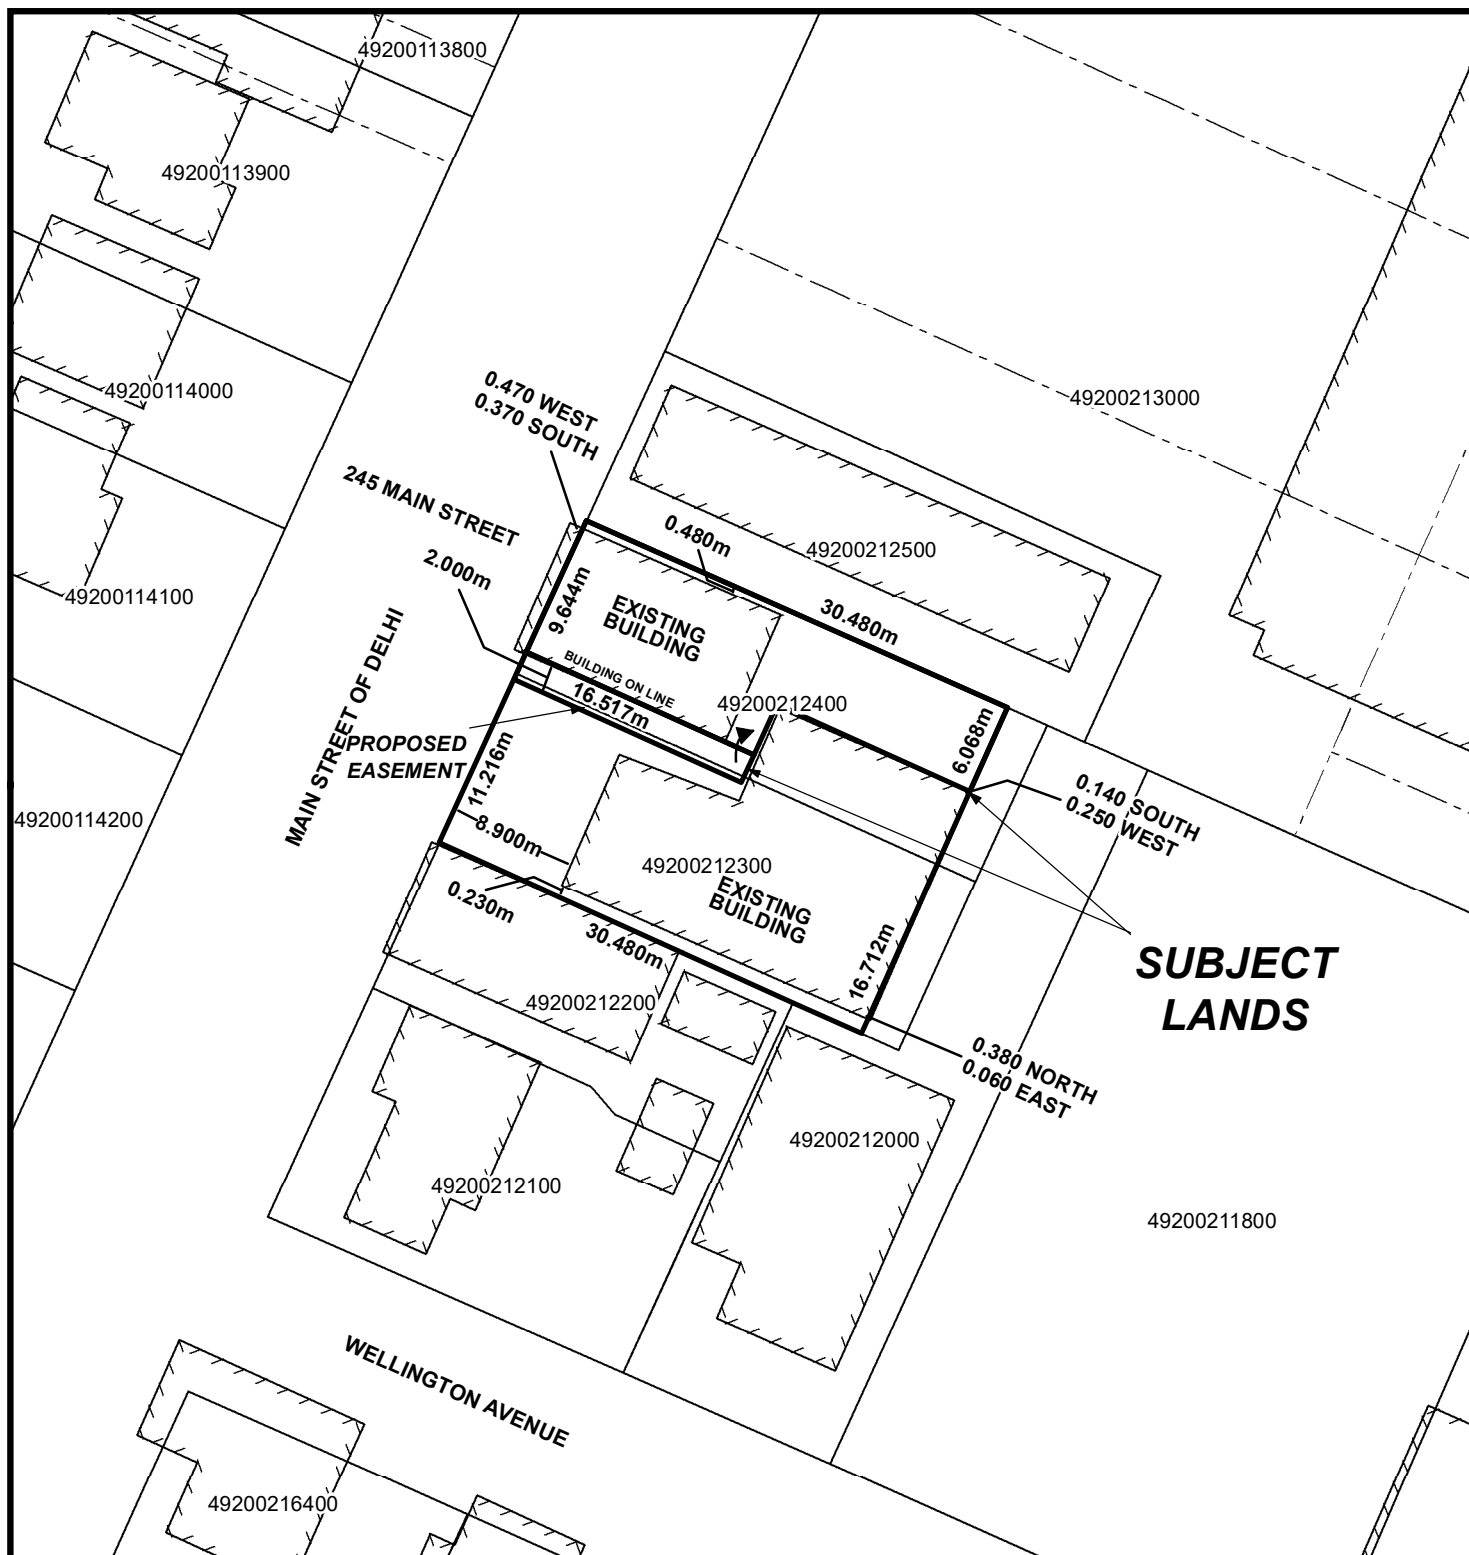 49200113800
49200113900
49200114000
49200213000
0.470 WEST
0.370 SOUTH
245 MAIN STREET
2.000m
0.480m
49200212500
49200114100
9.644m
EXISTING
BUILDING
30.480m
BUILDING ON LINE
16.517m
49200212400
6.068m
MAIN STREET OF DELHI
PROPOSED
EASEMENT
11.216m
0.140 SOUTH
0.250 WEST
49200114200
8.900m
49200212300
EXISTING
BUILDING
0.230m
30.480m
16.712m
SUBJECT
LANDS
49200212200
0.380 NORTH
0.060 EAST
49200212000
49200212100
49200211800
WELLINGTON AVENUE
49200216400